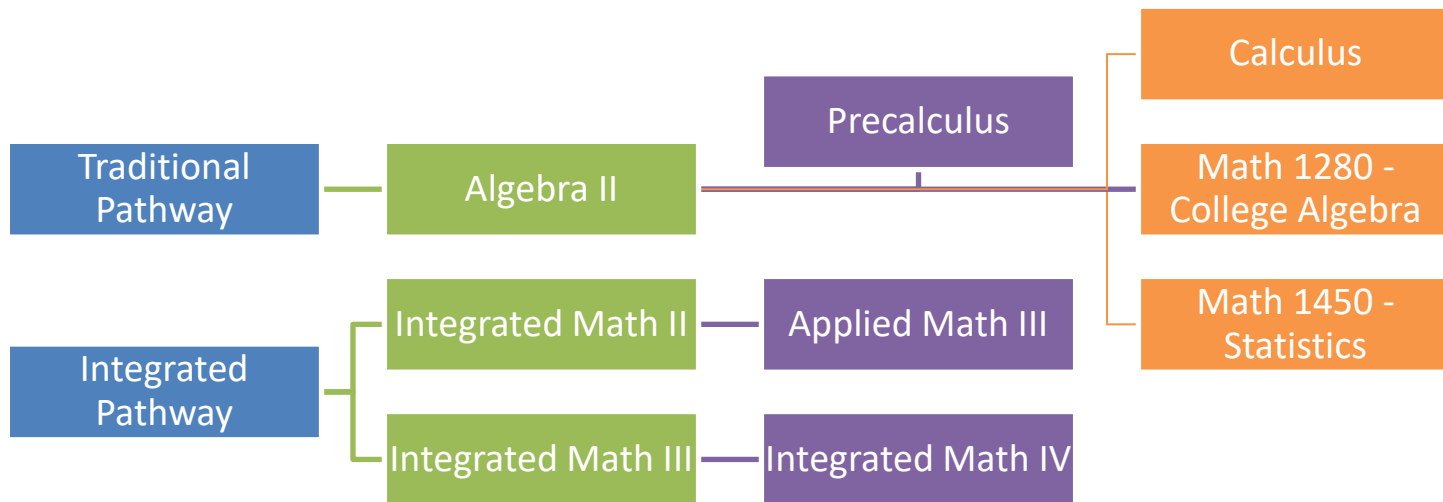 Traditional
Pathway
Algebra II
Precalculus
Calculus
Math 1280 -
College Algebra
Math 1450 -
Statistics
Integrated
Pathway
Integrated Math II
Applied Math III
Integrated Math III
Integrated Math IV